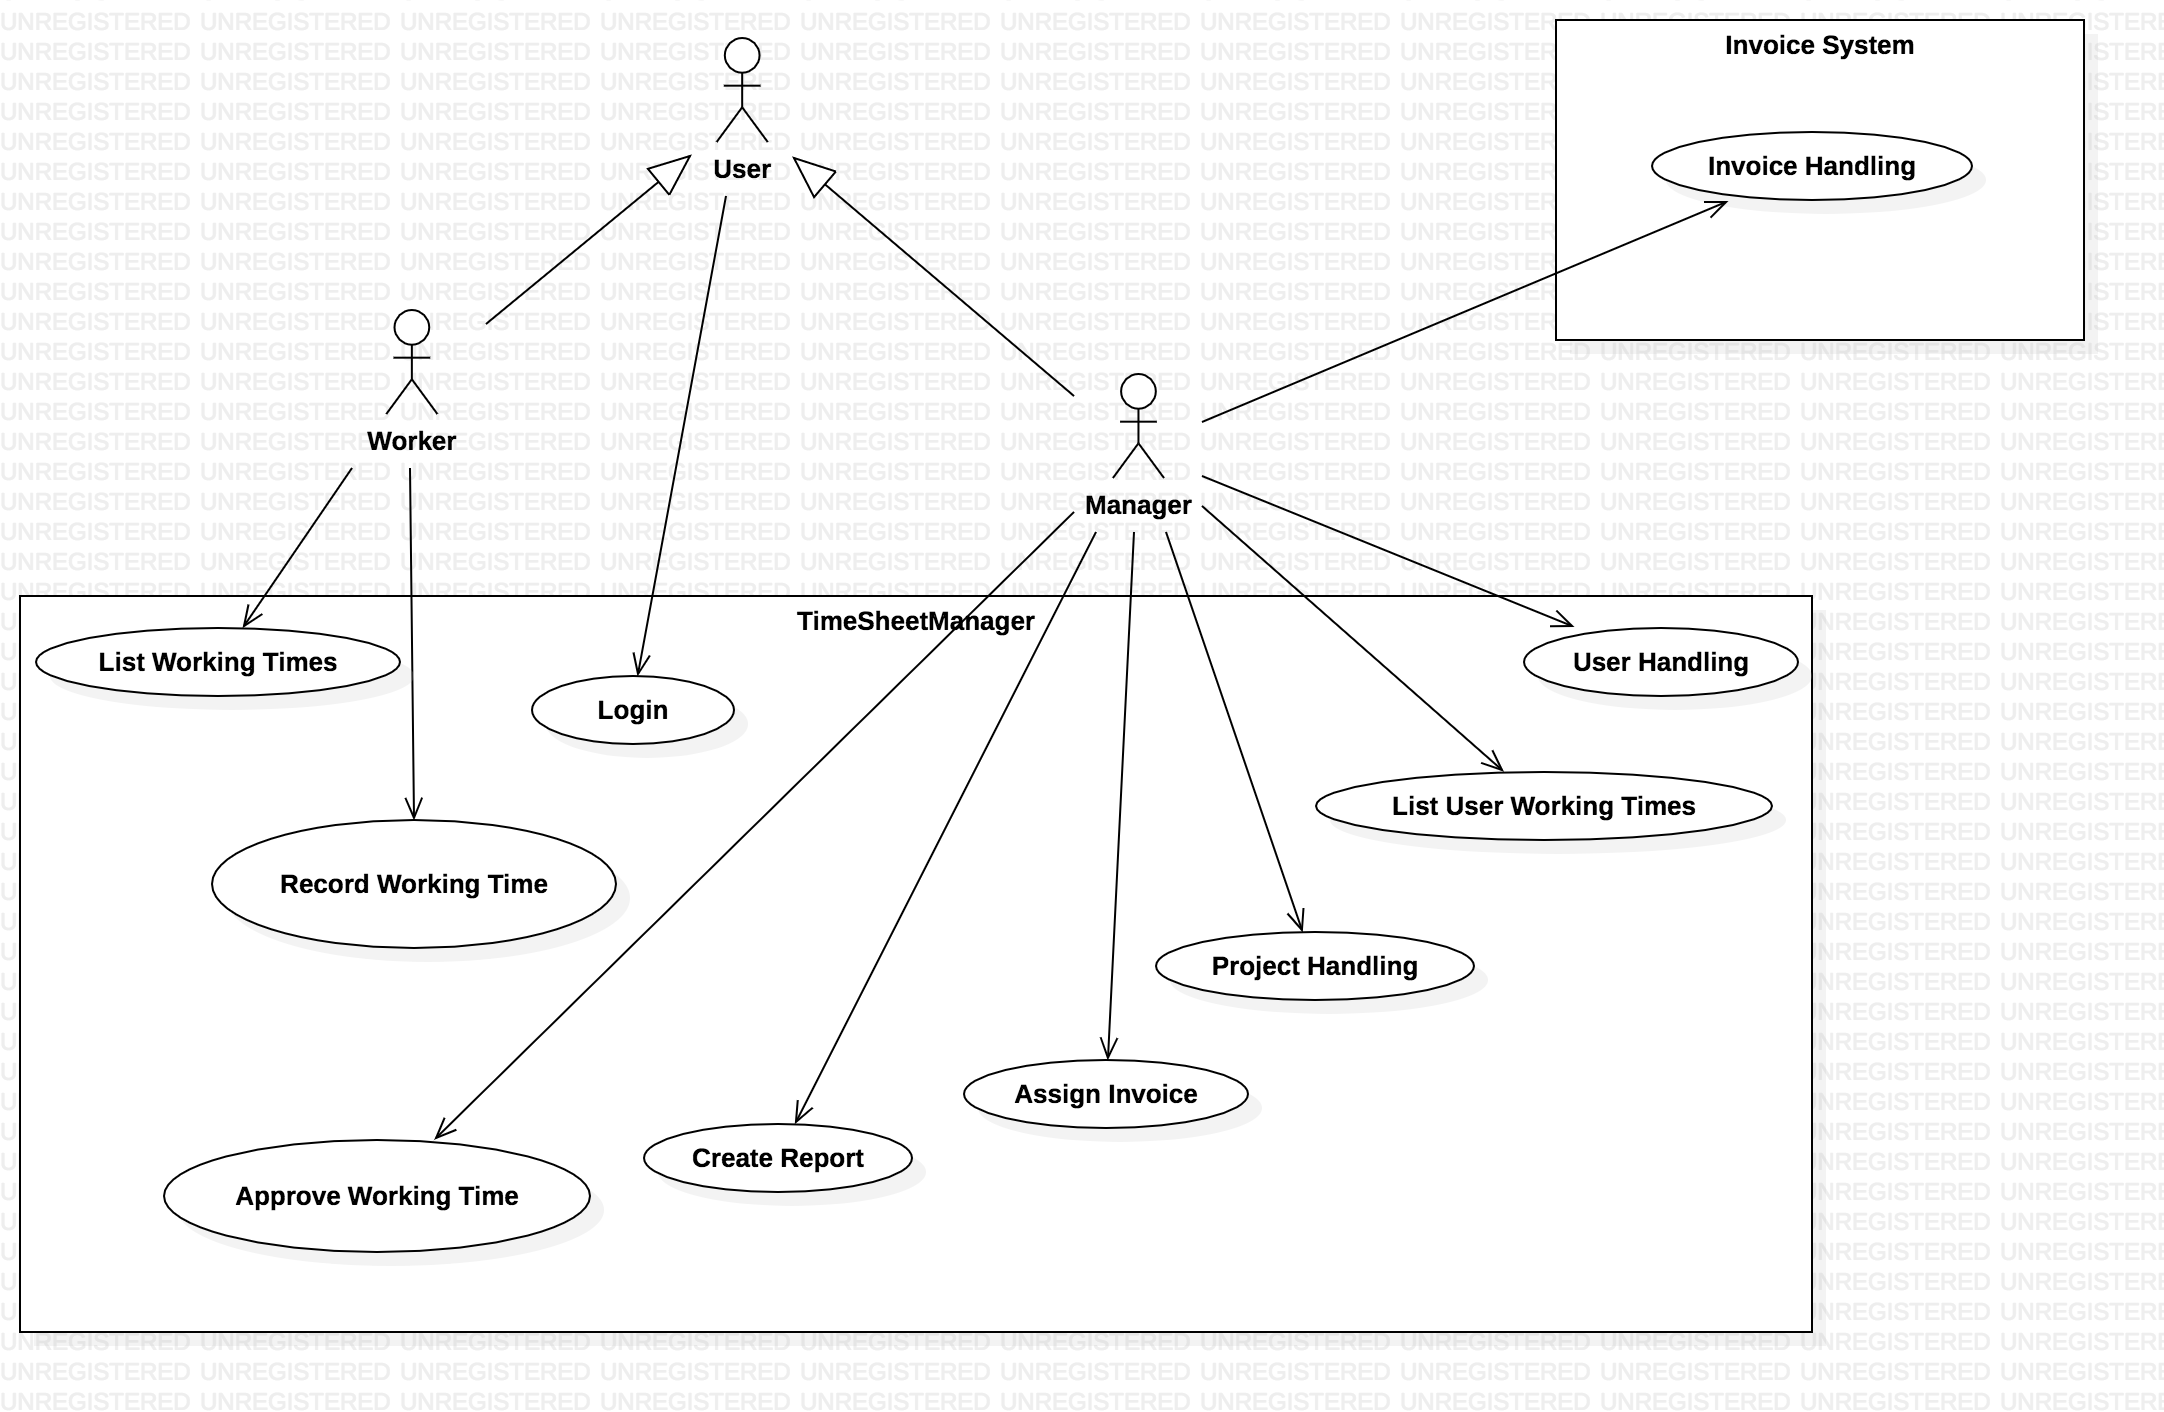 Invoice System
Invoice Handling
User
Worker
Manager
TimeSheetManager
List Working Times
User Handling
Login
List User Working Times
Record Working Time
Project Handling
Assign Invoice
Create Report
Approve Working Time
UNREGISTERED